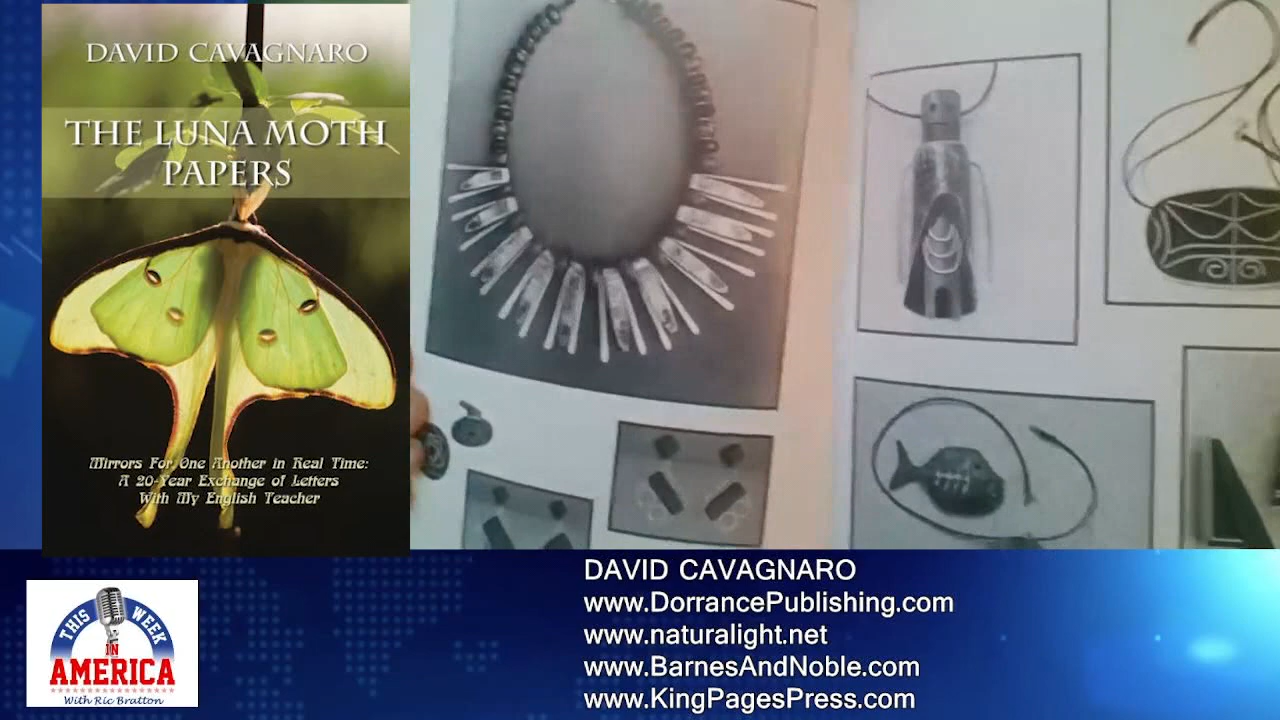 DAVID CAVAGNARO
THE LUNA MOTH
PAPERS
Mirrors For One Another in Real Time:
A 20-Year Exchange of Letters
With My English Teacher
THIS WEEK
IN
AMERICA
With Ric Bratton
DAVID CAVAGNARO
www.DorrancePublishing.com
www.naturalight.net
www.BarnesAndNoble.com
www.KingPagesPress.com